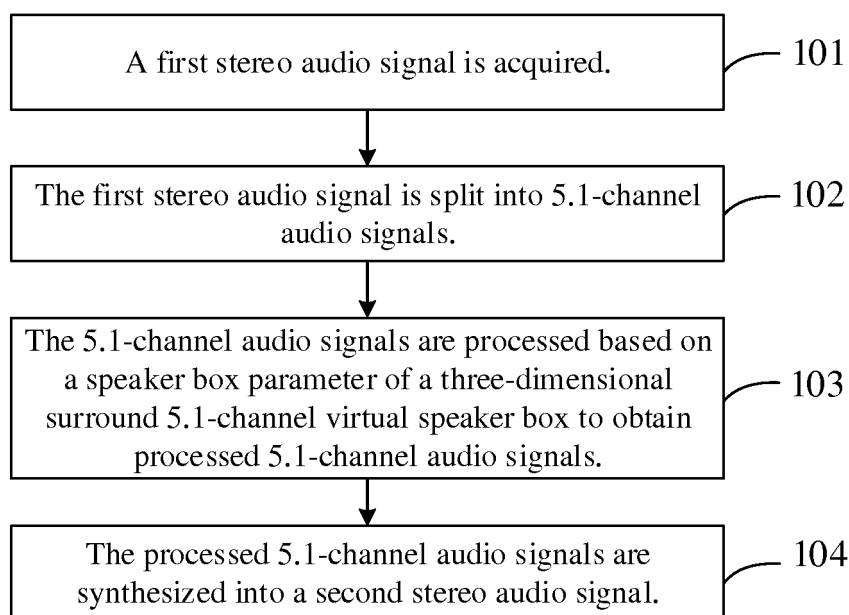 A first stereo audio signal is acquired.
101
The first stereo audio signal is split into 5.1-channel
audio signals.
102
The 5.1-channel audio signals are processed based on
a speaker box parameter of a three-dimensional
surround 5.1-channel virtual speaker box to obtain
processed 5.1-channel audio signals.
103
The processed 5.1-channel audio signals are
synthesized into a second stereo audio signal.
104